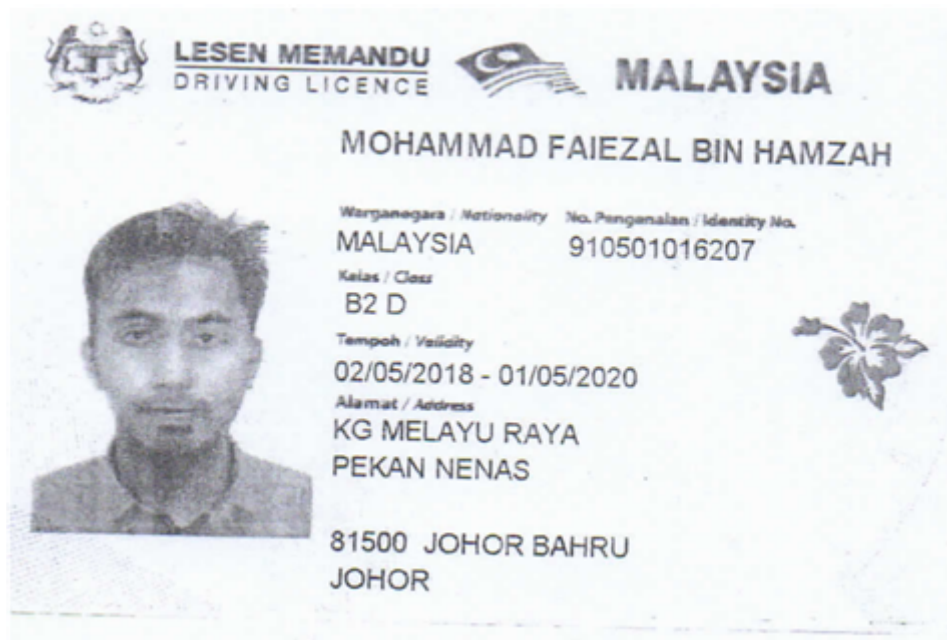 LESEN MEMANDU
DRIVING LICENCE
MALAYSIA
MOHAMMAD FAIEZAL BIN HAMZAH
Warganegara / Nationality No. Pengenalan / Identity No.
MALAYSIA 910501016207
Kelas / Class
B2 D
Tempoh / Validity
02/05/2018 - 01/05/2020
Alamat / Address
KG MELAYU RAYA
PEKAN NENAS
81500 JOHOR BAHRU
JOHOR